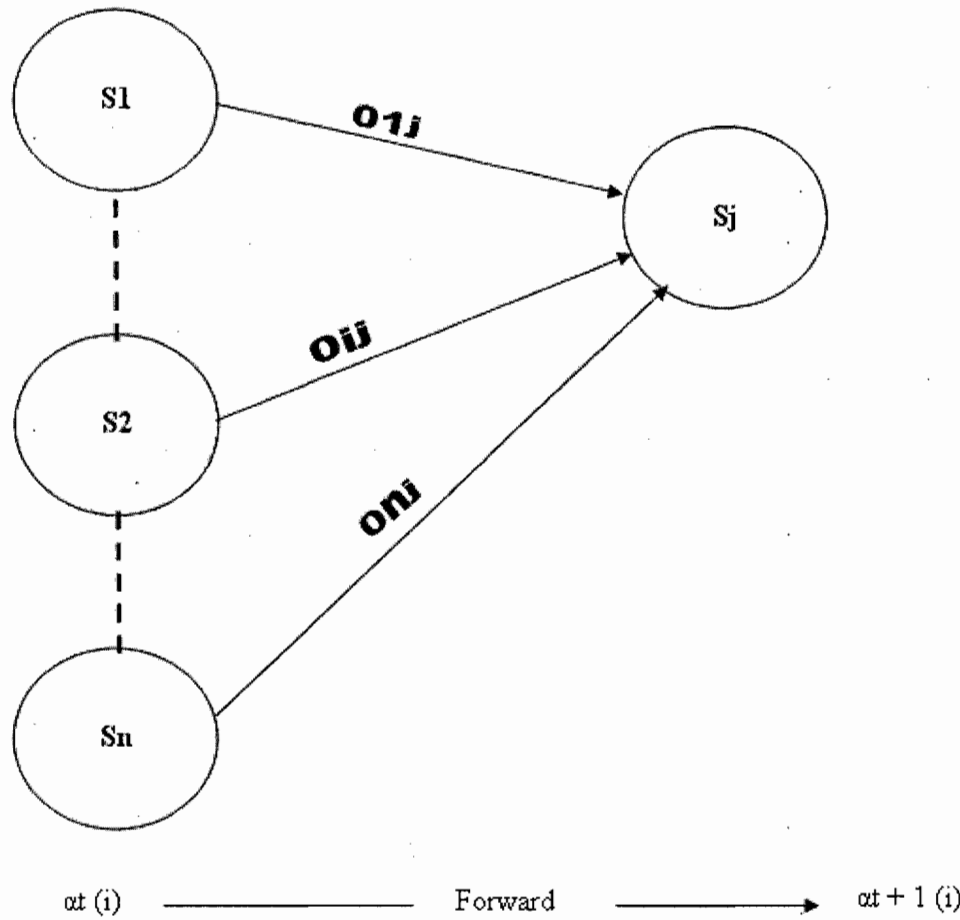 S1
O1j
Sj
Oij
S2
Onj
Sn
αt (i) Forward αt + 1 (i)